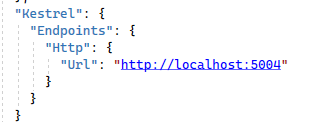 "Kestrel": {
"Endpoints": {
"Http": {
"Url": "http://localhost:5004"
}
}
}